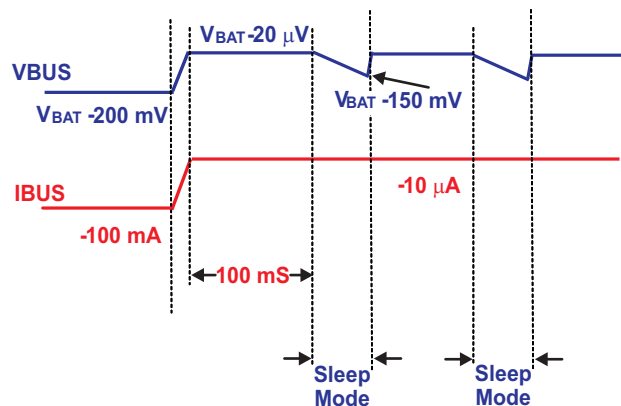 VBAT -20 μV
VBUS
VBAT -200 mV
VBAT -150 mV
IBUS
-10 μA
-100 mA
100 mS
Sleep
Mode
Sleep
Mode